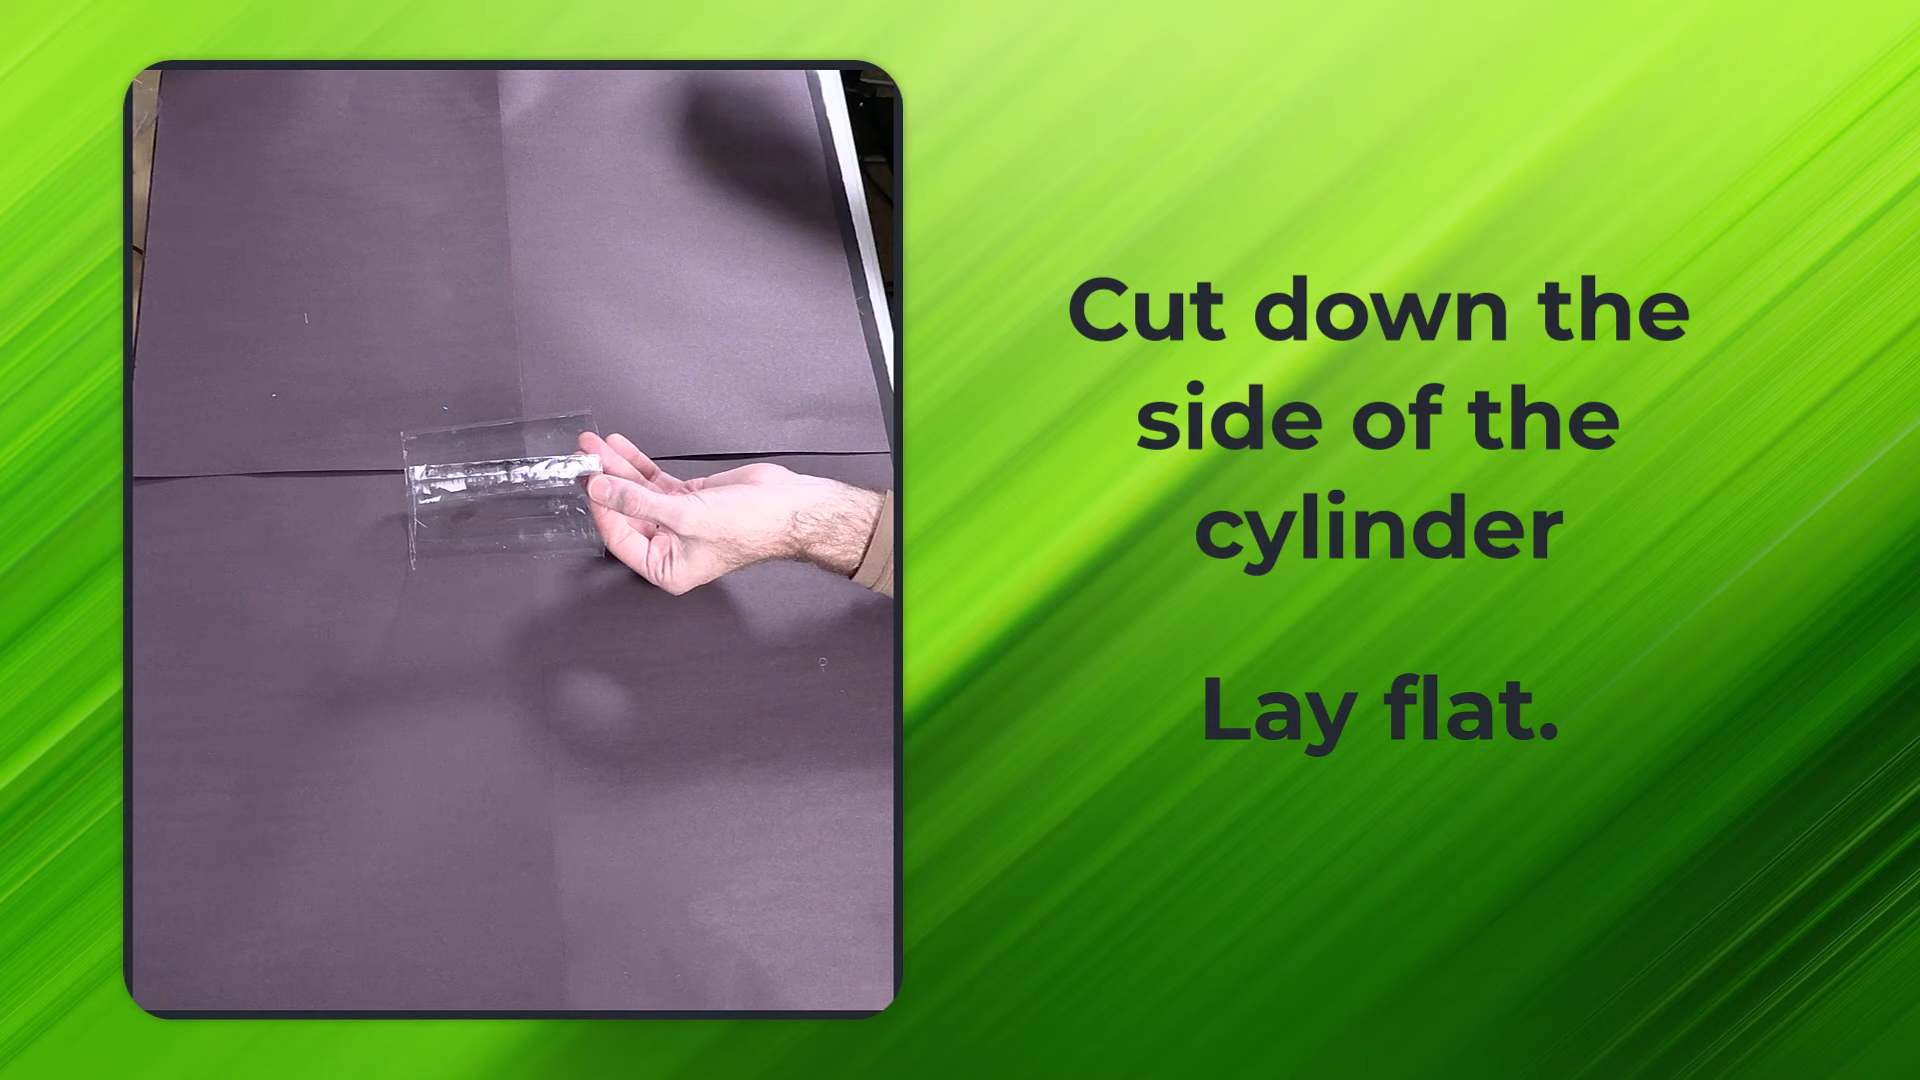 Cut down the
side of the
cylinder
Lay flat.